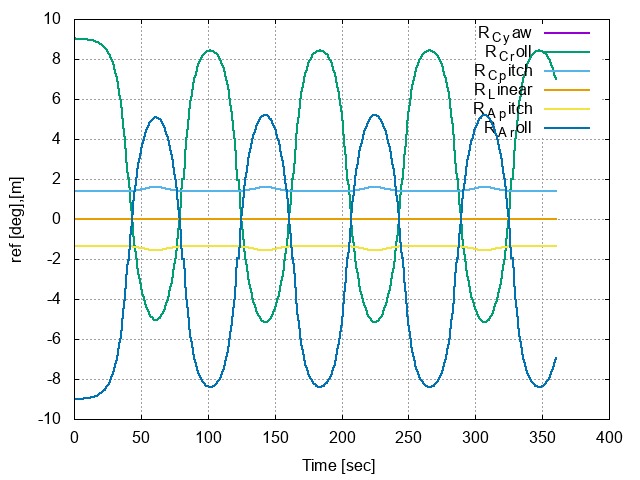 R_Cyaw
R_Croll
R_Cpitch
R_Linear
R_Apitch
R_Aroll
10
8
6
4
2
0
-2
-4
-6
-8
-10
ref [deg],[m]
0 50 100 150 200 250 300 350 400
Time [sec]